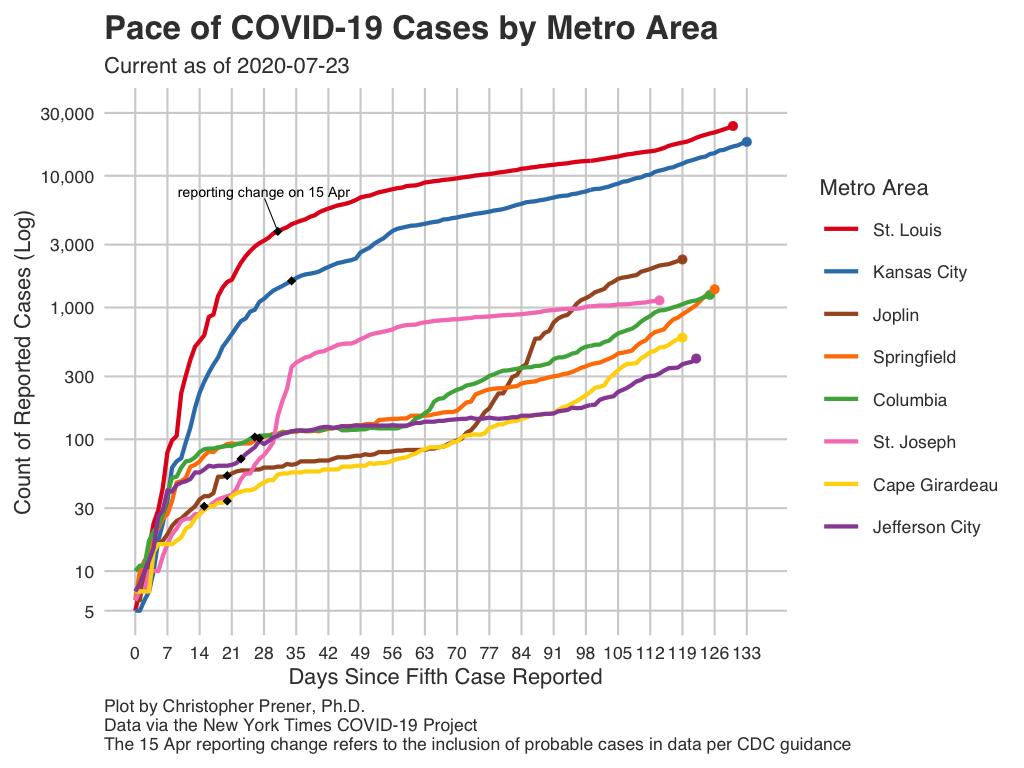 Pace of COVID-19 Cases by Metro Area
Current as of 2020-07-23
30,000
10,000
3,000
1,000
300
100
30
10
5
Count of Reported Cases (Log)
reporting change on 15 Apr
0 7 14 21 28 35 42 49 56 63 70 77 84 91 98 105 112 119 126 133
Days Since Fifth Case Reported
Metro Area
St. Louis
Kansas City
Joplin
Springfield
Columbia
St. Joseph
Cape Girardeau
Jefferson City
Plot by Christopher Prener, Ph.D.
Data via the New York Times COVID-19 Project
The 15 Apr reporting change refers to the inclusion of probable cases in data per CDC guidance